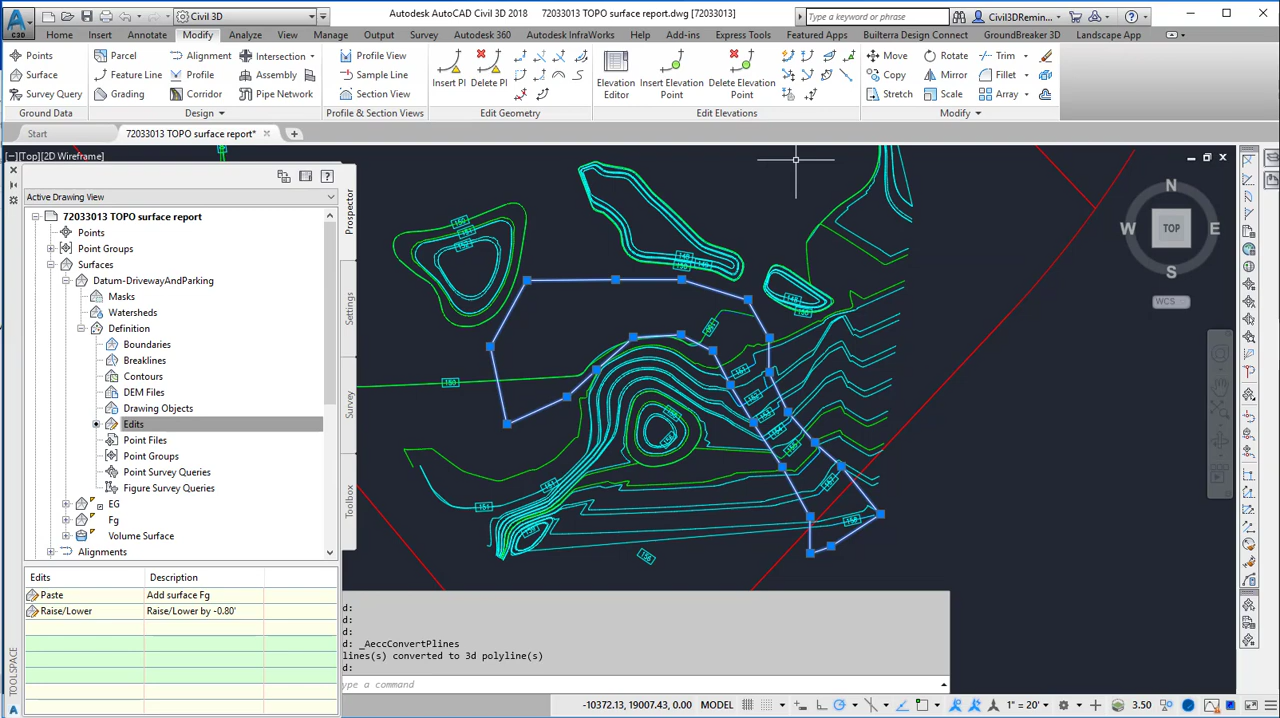 Civil 3D
Autodesk AutoCAD Civil 3D 2018 72033013 TOPO surface report.dwg [72033013]
Type a keyword or phrase
Civil3DRemin...
Home Insert Annotate Modify Analyze View Manage Output Survey Autodesk 360 Autodesk InfraWorks Help Add-ins Express Tools Featured Apps Builterra Design Connect GroundBreaker 3D Landscape App
Points Parcel Alignment Intersection Profile View Move Rotate Trim
Surface Feature Line Profile Assembly Sample Line Insert PI Delete PI Elevation Editor Insert Elevation Point Delete Elevation Point Copy Mirror Fillet
Survey Query Grading Corridor Pipe Network Section View Stretch Scale Array
Ground Data Design Profile & Section Views Edit Geometry Edit Elevations Modify
Start 72033013 TOPO surface report*
[−][Top][2D Wireframe]
Active Drawing View
72033013 TOPO surface report
Points
Point Groups
Surfaces
Datum-DrivewayAndParking
Masks
Watersheds
Definition
Boundaries
Breaklines
Contours
DEM Files
Drawing Objects
Edits
Point Files
Point Groups
Point Survey Queries
Figure Survey Queries
EG
Fg
Volume Surface
Alignments
Prospector
Settings
Survey
Toolbox
Edits Description
Paste Add surface Fg
Raise/Lower Raise/Lower by -0.80'
TOOLSPACE
N
W TOP E
S
WCS
150
151
156
d:
d:
d:
d: _AeccConvertPlines
lines(s) converted to 3d polyline(s)
d:
ype a command
-10372.13, 19007.43, 0.00 MODEL 1" = 20' 3.50